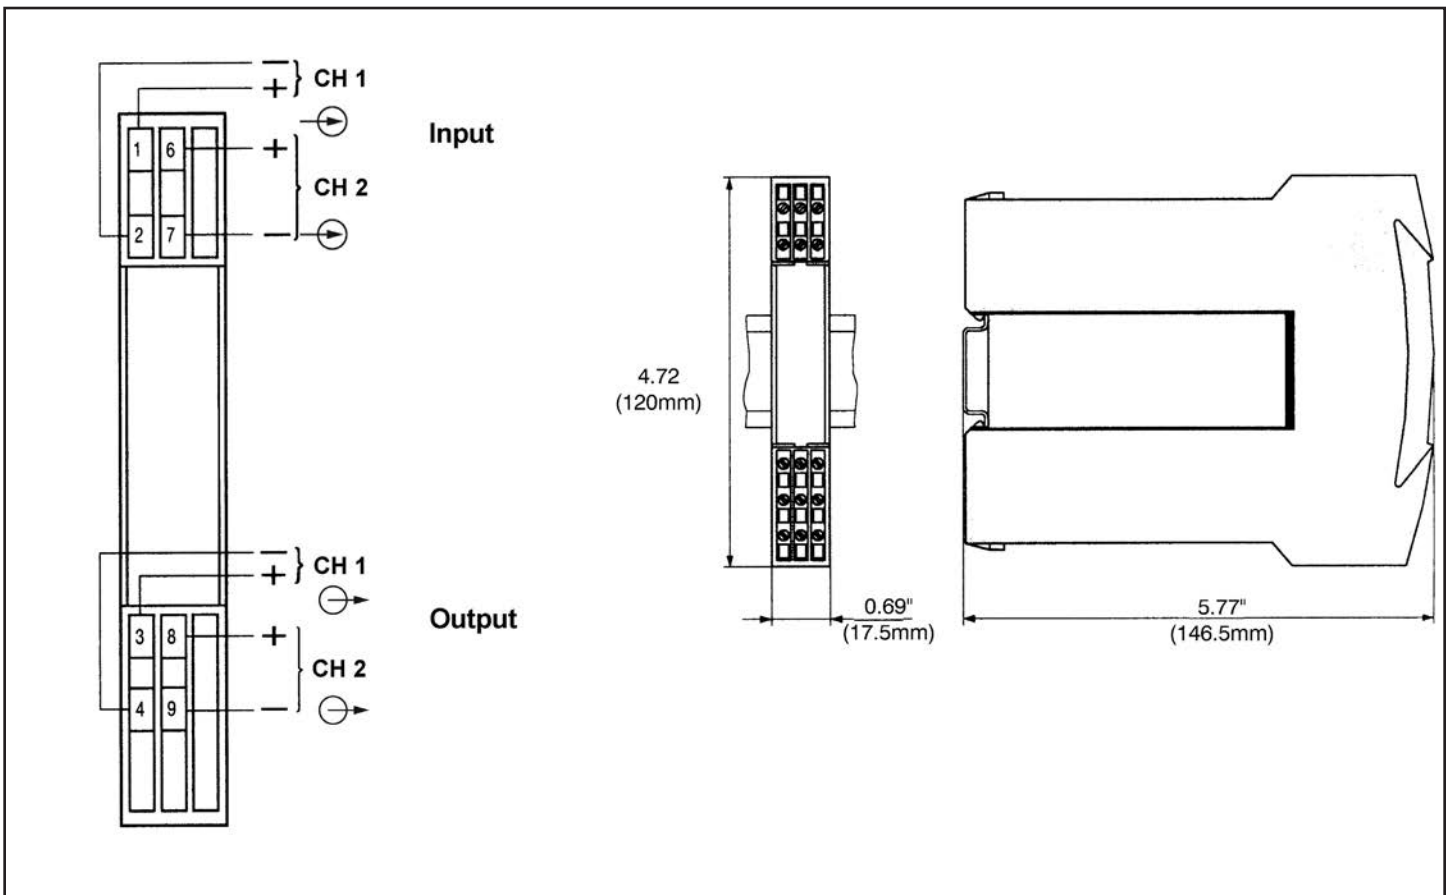 − CH 1
+
Input
1 6 + CH 2
2 7 −
− CH 1
+
Output
3 8 + CH 2
4 9 −
4.72
(120mm)
0.69"
(17.5mm)
5.77"
(146.5mm)